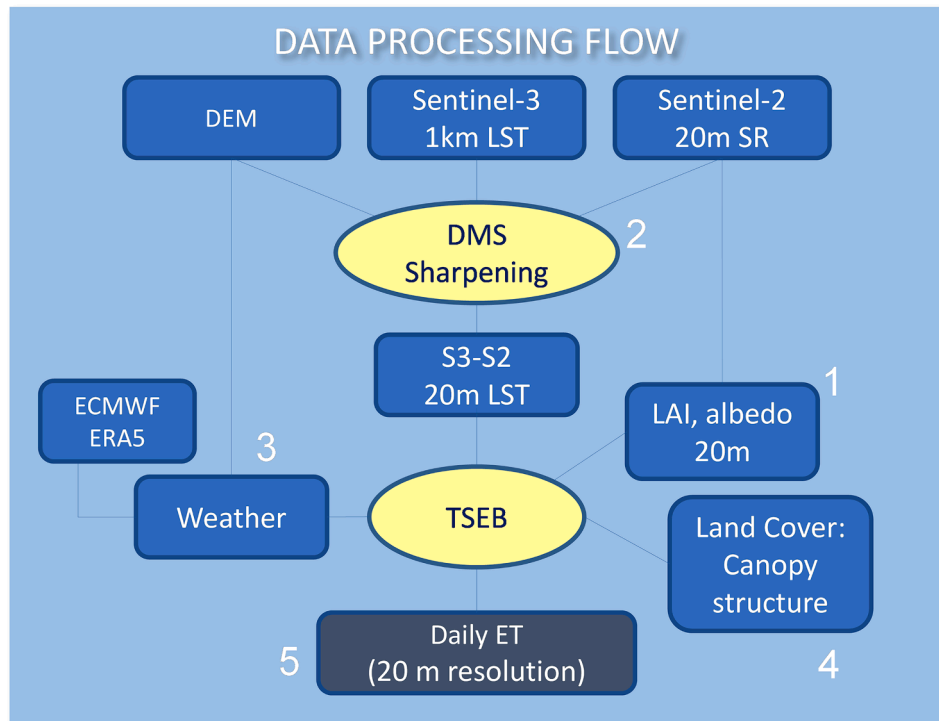 DATA PROCESSING FLOW
DEM
Sentinel-3
1km LST
Sentinel-2
20m SR
DMS
Sharpening
2
S3-S2
20m LST
1
LAI, albedo
20m
ECMWF
ERA5
3
Weather
TSEB
Land Cover:
Canopy
structure
4
5
Daily ET
(20 m resolution)